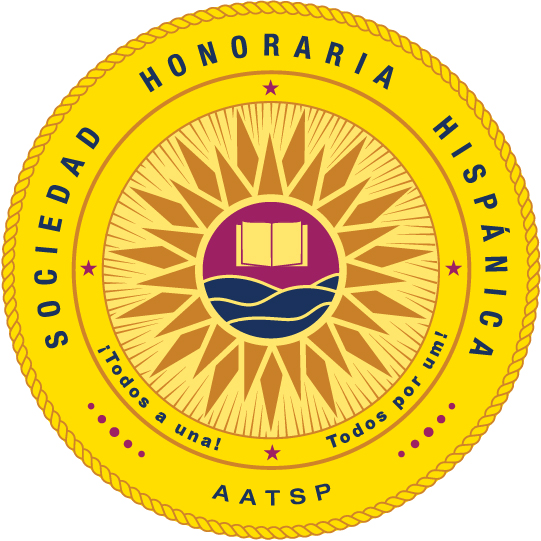 SOCIEDAD HONORARIA HISPÁNICA
¡Todos a una!
Todos por um!
AATSP